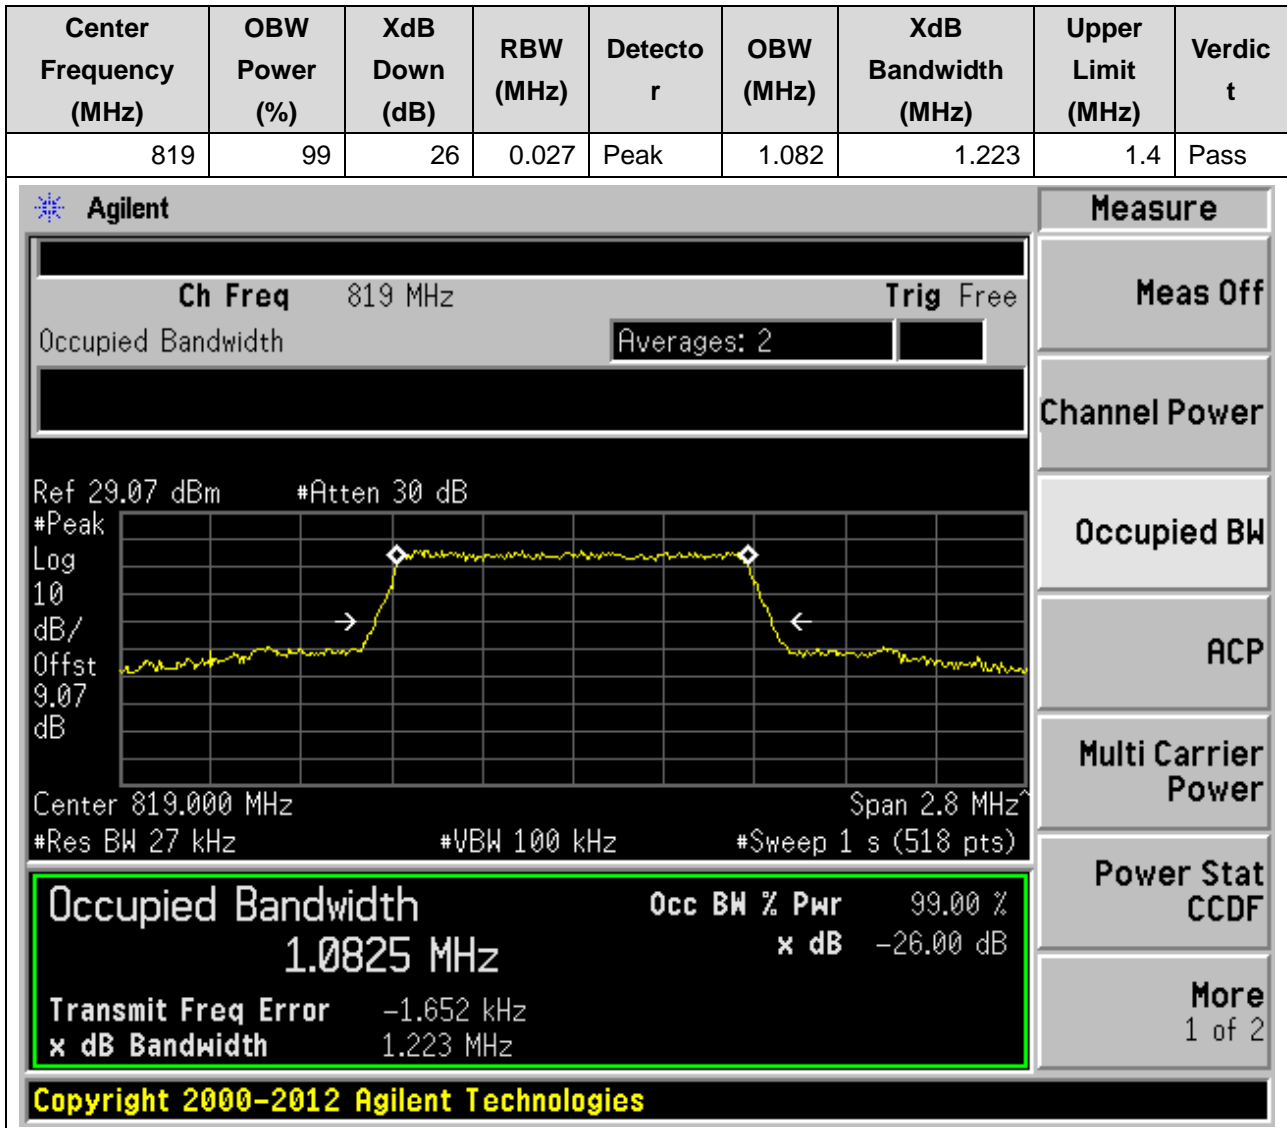 Center Frequency (MHz) OBW Power (%) XdB Down (dB) RBW (MHz) Detecto r OBW (MHz) XdB Bandwidth (MHz) Upper Limit (MHz) Verdic t
819 99 26 0.027 Peak 1.082 1.223 1.4 Pass
Agilent
Measure
Ch Freq 819 MHz Trig Free
Meas Off
Occupied Bandwidth Averages: 2
Channel Power
Ref 29.07 dBm #Atten 30 dB
#Peak
Log
10
dB/
Offst
9.07
dB
Occupied BW
ACP
Multi Carrier
Power
Center 819.000 MHz Span 2.8 MHz^
#Res BW 27 kHz #VBW 100 kHz #Sweep 1 s (518 pts)
Power Stat
CCDF
Occupied Bandwidth Occ BW % Pwr 99.00 %
1.0825 MHz x dB -26.00 dB
Transmit Freq Error -1.652 kHz
x dB Bandwidth 1.223 MHz
More
1 of 2
Copyright 2000-2012 Agilent Technologies